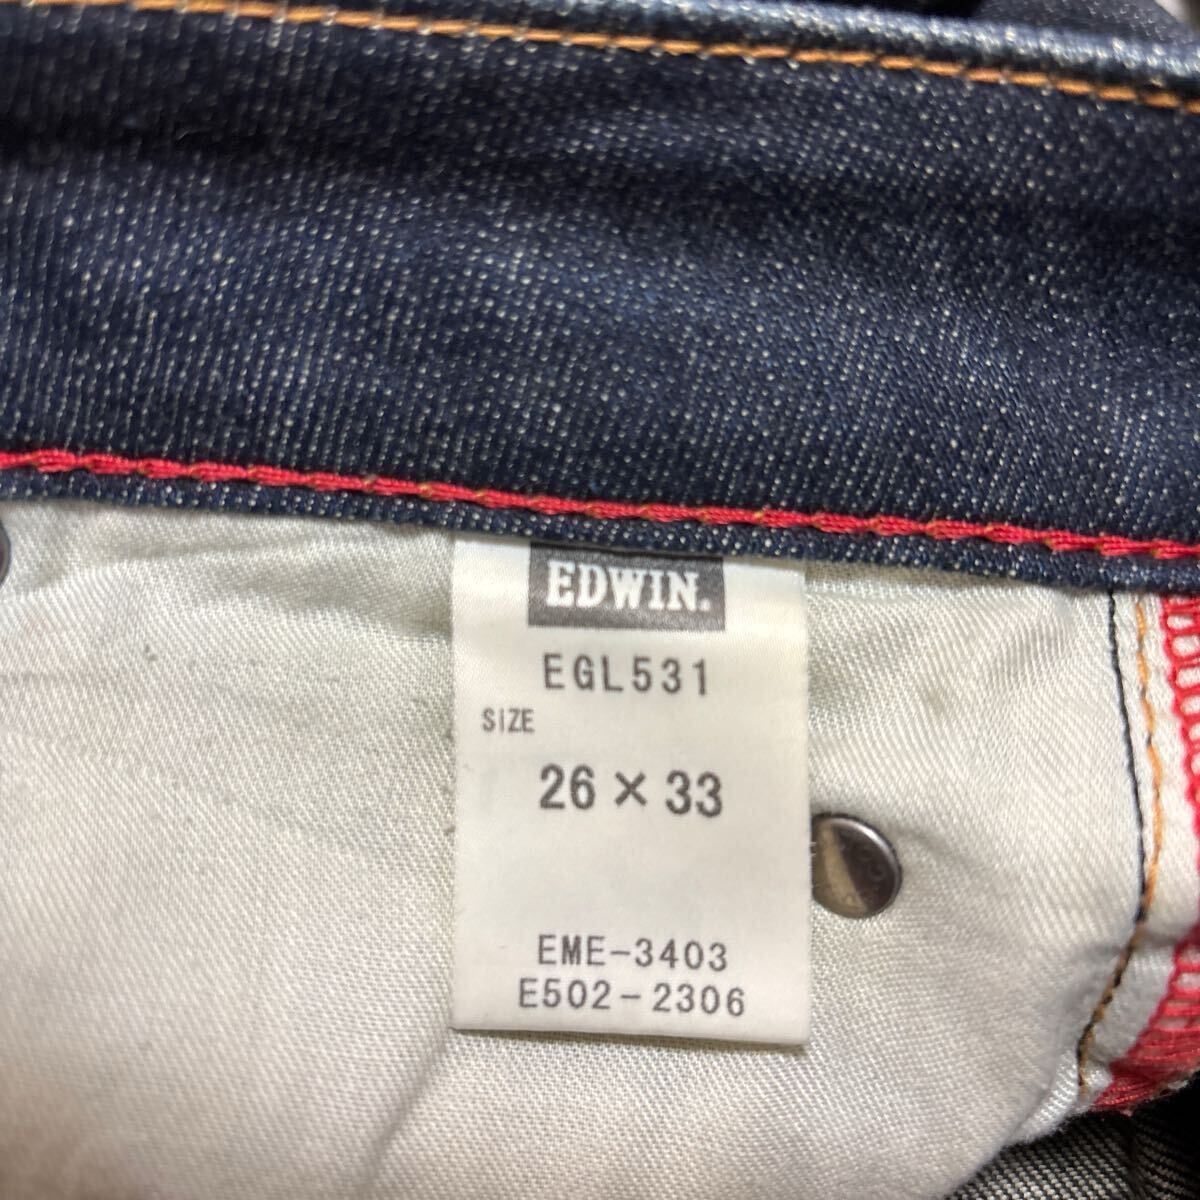 EDWIN.
EGL531
SIZE
26×33
EME-3403
E502-2306